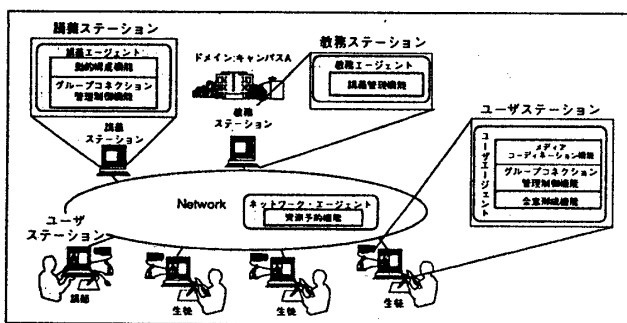 講義ステーション
講義エージェント
動的構成機能
グループコネクション
管理制御機能
講義
ステーション
ドメイン:キャンパスA
教務
ステーション
教務ステーション
教務エージェント
講義管理機能
ユーザステーション
ユーザエージェント
メディア
コーディネーション機能
グループコネクション
管理制御機能
合意形成機能
Network
ネットワーク・エージェント
資源予約機能
ユーザ
ステーション
講師
生徒
生徒
生徒